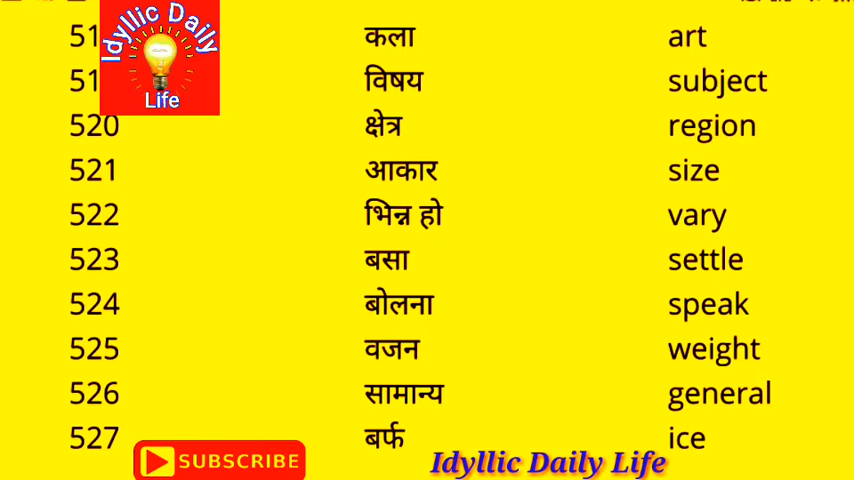 51 कला art
51 विषय subject
520 क्षेत्र region
521 आकार size
522 भिन्न हो vary
523 बसा settle
524 बोलना speak
525 वजन weight
526 सामान्य general
527 बर्फ ice
Idyllic Daily
Life
SUBSCRIBE
Idyllic Daily Life